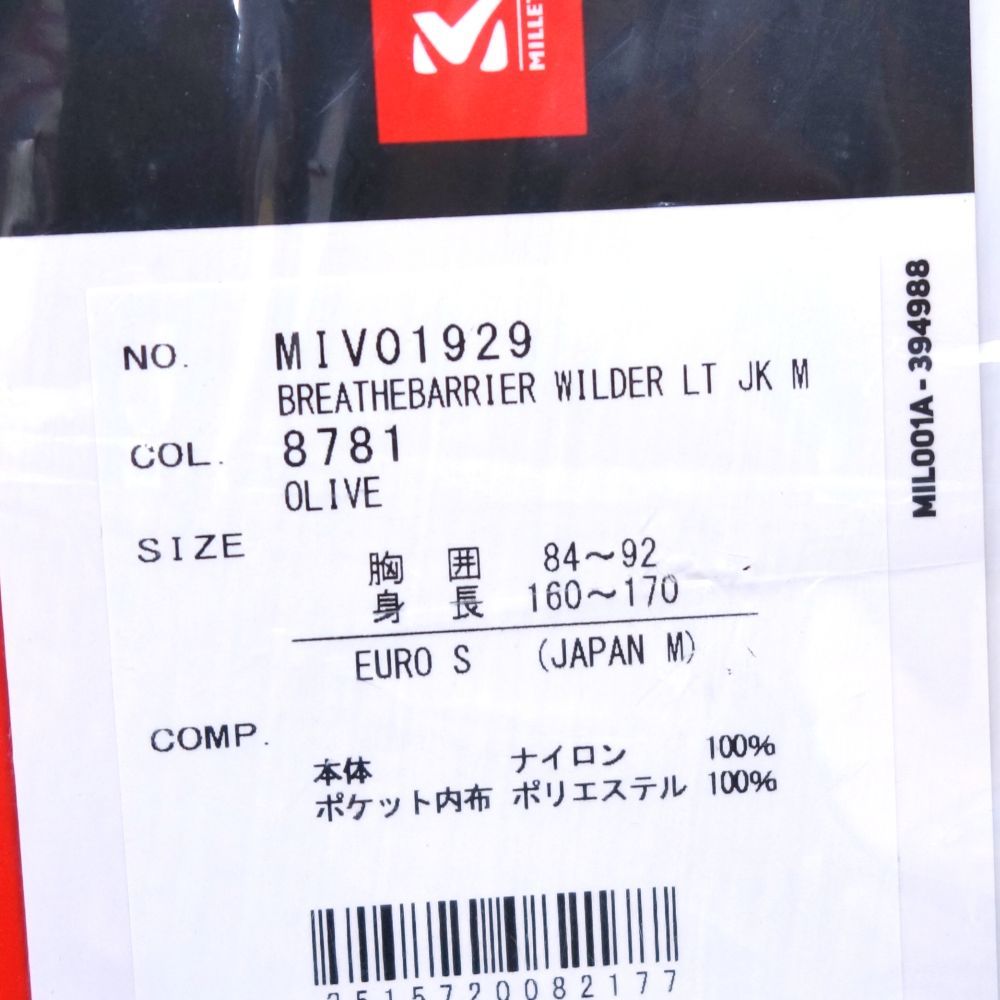 MILLE
NO. MIV01929
BREATHEBARRIER WILDER LT JK M
COL. 8781
OLIVE
SIZE
胸 囲 84～92
身 長 160～170
EURO S (JAPAN M)
COMP.
本体 ナイロン 100%
ポケット内布 ポリエステル 100%
3515720082177
MIL001A - 394988